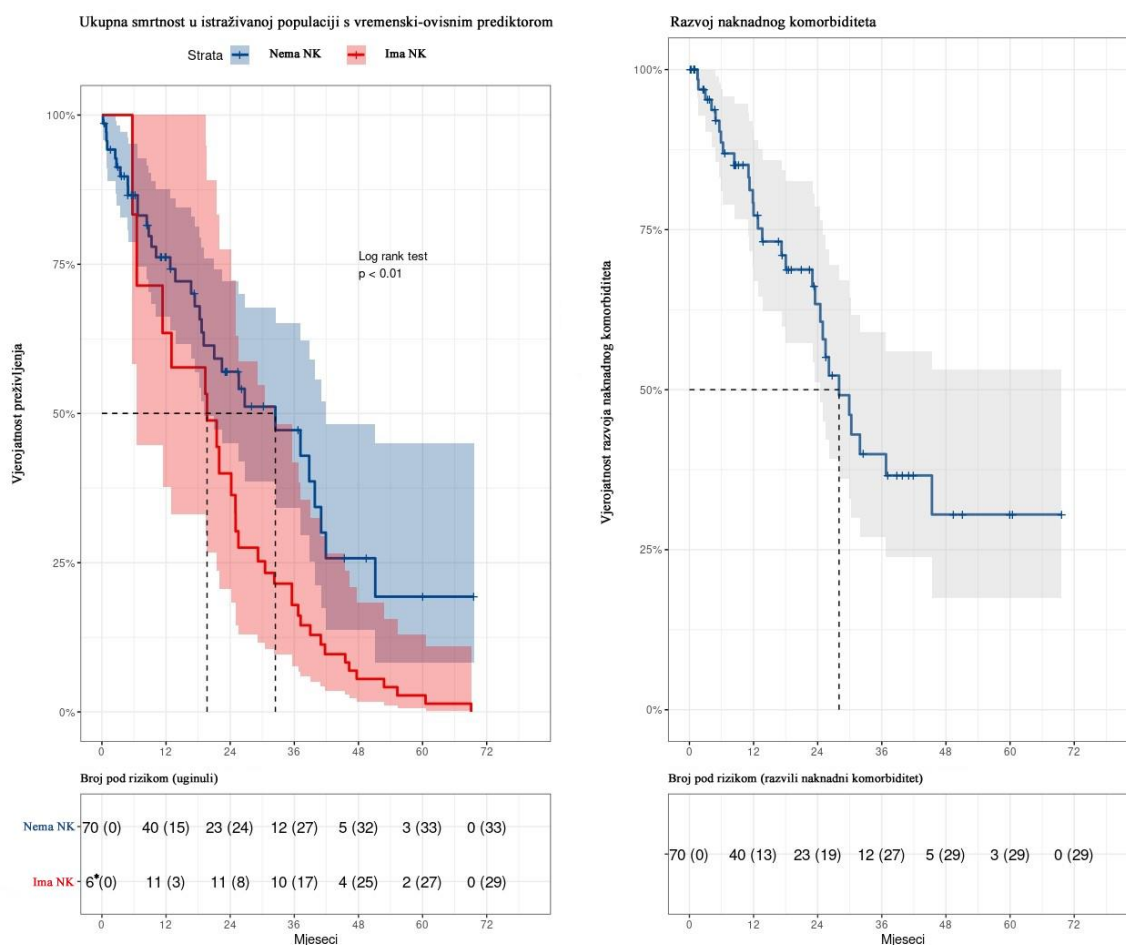 Ukupna smrtnost u istraživanoj populaciji s vremenski-ovisnim prediktorom
Strata Nema NK Ima NK
Vjerojatnost preživljenja
100%
75%
50%
25%
0%
Log rank test
p < 0.01
0 12 24 36 48 60 72
Broj pod rizikom (uginuli)
Nema NK 70 (0) 40 (15) 23 (24) 12 (27) 5 (32) 3 (33) 0 (33)
Ima NK 6*(0) 11 (3) 11 (8) 10 (17) 4 (25) 2 (27) 0 (29)
0 12 24 36 48 60 72
Mjeseci
Razvoj naknadnog komorbiditeta
Vjerojatnost razvoja naknadnog komorbiditeta
100%
75%
50%
25%
0%
0 12 24 36 48 60 72
Broj pod rizikom (razvili naknadni komorbiditet)
70 (0) 40 (13) 23 (19) 12 (27) 5 (29) 3 (29) 0 (29)
0 12 24 36 48 60 72
Mjeseci